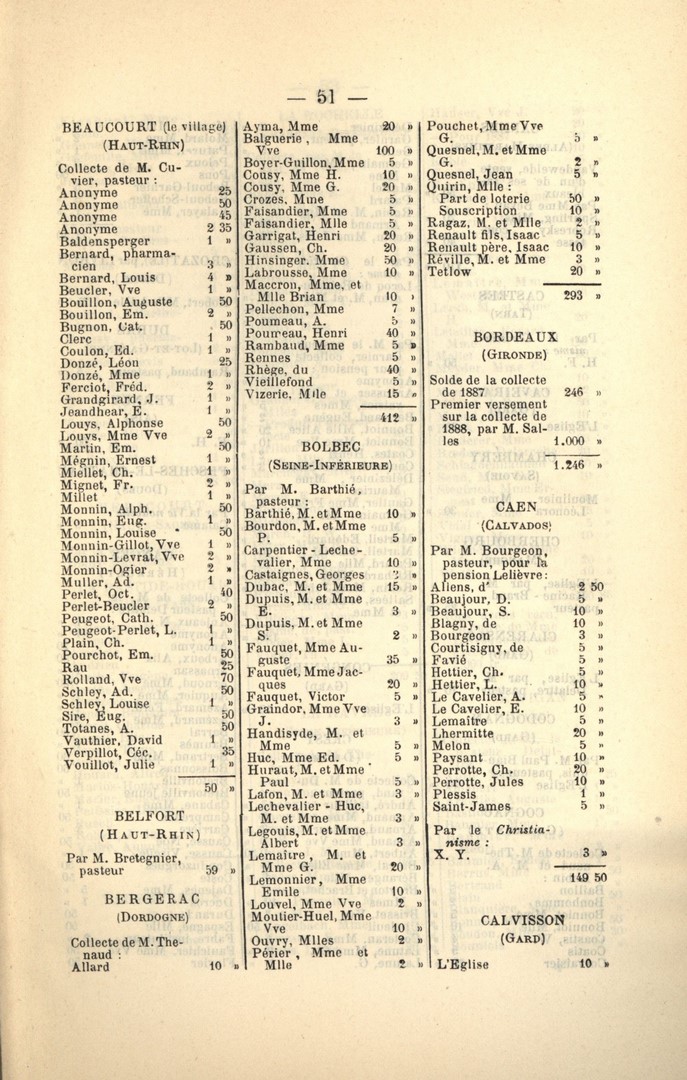 — 51 —
BEAUCOURT (le village)
(HAUT-RHIN)
Collecte de M. Cu-
vier, pasteur :
Anonyme 25
Anonyme 50
Anonyme 45
Anonyme 2 35
Baldensperger 1 »
Bernard, pharma-
cien 3 »
Bernard, Louis 4 »
Beucler, Vve 1 »
Bouillon, Auguste 50
Bouillon, Em. 2 »
Bugnon, Cat. 50
Clerc 1 »
Coulon, Ed. 1 »
Donzé, Léon 25
Donzé, Mme 1 »
Ferciot, Fréd. 2 »
Grandgirard, J. 1 »
Jeandhear, E. 1 »
Louys, Alphonse 50
Louys, Mme Vve 2 »
Martin, Em. 50
Mégnin, Ernest 1 »
Miellet, Ch. 1 »
Mignet, Fr. 2 »
Millet 1 »
Monnin, Alph. 50
Monnin, Eug. 1 »
Monnin, Louise 50
Monnin-Gillot, Vve 1 »
Monnin-Levrat, Vve 2 »
Monnin-Ogier 2 »
Muller, Ad. 1 »
Perlet, Oct. 40
Perlet-Beucler 2 »
Peugeot, Cath. 50
Peugeot-Perlet, L. 1 »
Plain, Ch. 1 »
Pourchot, Em. 50
Rau 25
Rolland, Vve 70
Schley, Ad. 50
Schley, Louise 1 »
Sire, Eug. 50
Totanes, A. 50
Vauthier, David 1 »
Verpillot, Céc. 35
Vouillot, Julie 1 »
50 »
BELFORT
(HAUT-RHIN)
Par M. Bretegnier,
pasteur 59 »
BERGERAC
(DORDOGNE)
Collecte de M. The-
naud :
Allard 10 »
Ayma, Mme 20 »
Balguerie, Mme
Vve 100 »
Boyer-Guillon, Mme 5 »
Cousy, Mme H. 10 »
Cousy, Mme G. 20 »
Crozes, Mme 5 »
Faisandier, Mme 5 »
Faisandier, Mlle 5 »
Garrigat, Henri 20 »
Gaussen, Ch. 20 »
Hinsinger, Mme 50 »
Labrousse, Mme 10 »
Maccron, Mme, et
Mlle Brian 10 »
Pellechon, Mme 7 »
Poumeau, A. 5 »
Poumeau, Henri 40 »
Rambaud, Mme 5 »
Rennes 5 »
Rhège, du 40 »
Vieillefond 5 »
Vizerie, Mlle 15 »
412 »
BOLBEC
(SEINE-INFÉRIEURE)
Par M. Barthié,
pasteur :
Barthié, M. et Mme 10 »
Bourdon, M. et Mme
P. 5 »
Carpentier-Leche-
valier, Mme 10 »
Castaignes, Georges »
Dubac, M. et Mme 15 »
Dupuis, M. et Mme
E. 3 »
Dupuis, M. et Mme
S. 2 »
Fauquet, Mme Au-
guste 35 »
Fauquet, Mme Jac-
ques 20 »
Fauquet, Victor 5 »
Graindor, Mme Vve
J. 3 »
Handisyde, M. et
Mme 5 »
Huc, Mme Ed. 5 »
Huraut, M. et Mme
Paul 5 »
Lafon, M. et Mme 3 »
Lechevalier-Huc,
M. et Mme 3 »
Legouis, M. et Mme
Albert 3 »
Lemaître, M. et
Mme G. 20 »
Lemonnier, Mme
Emile 10 »
Louvel, Mme Vve 2 »
Moutier-Huel, Mme
Vve 10 »
Ouvry, Mlles 2 »
Périer, Mme et
Mlle 2 »
Pouchet, Mme Vve
G. 5 »
Quesnel, M. et Mme
G. 2 »
Quesnel, Jean 5 »
Quirin, Mlle :
Part de loterie 50 »
Souscription 10 »
Ragaz, M. et Mlle 2 »
Renault fils, Isaac 5 »
Renault père, Isaac 10 »
Réville, M. et Mme 3 »
Tetlow 20 »
293 »
BORDEAUX
(GIRONDE)
Solde de la collecte
de 1887 246 »
Premier versement
sur la collecte de
1888, par M. Sal-
les 1.000 »
1.246 »
CAEN
(CALVADOS)
Par M. Bourgeon,
pasteur, pour la
pension Lelièvre :
Aliens, d' 2 50
Beaujour, D. 5 »
Beaujour, S. 10 »
Blagny, de 10 »
Bourgeon 3 »
Courtisigny, de 5 »
Favié 5 »
Hettier, Ch. 5 »
Hettier, L. 10 »
Le Cavelier, A. 5 »
Le Cavelier, E. 10 »
Lemaître 5 »
Lhermitte 20 »
Melon 5 »
Paysant 10 »
Perrotte, Ch. 20 »
Perrotte, Jules 10 »
Plessis 1 »
Saint-James 5 »
Par le Christia-
nisme :
X. Y. 3 »
149 50
CALVISSON
(GARD)
L'Eglise 10 »